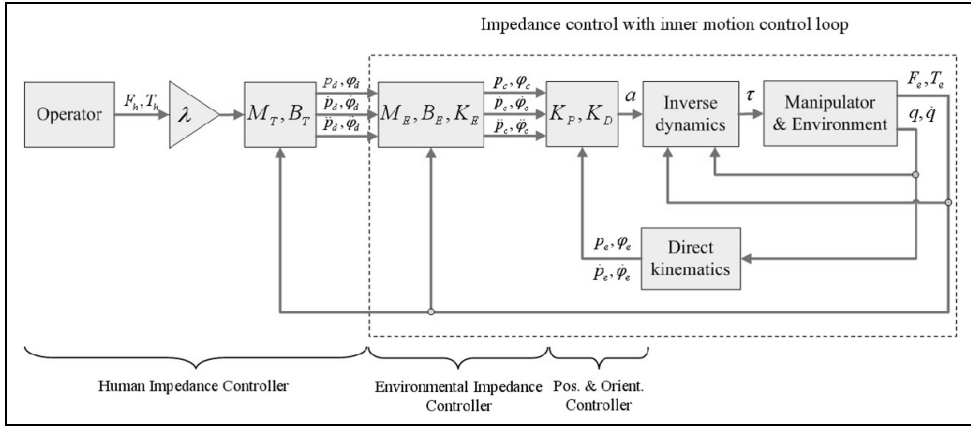 Impedance control with inner motion control loop
Operator
F_h, T_h
λ
M_T, B_T
p_d, φ_d
ṗ_d, φ̇_d
p̈_d, φ̈_d
M_E, B_E, K_E
p_c, φ_c
ṗ_c, φ̇_c
p̈_c, φ̈_c
K_P, K_D
a
Inverse
dynamics
τ
Manipulator
& Environment
F_e, T_e
q, q̇
p_e, φ_e
ṗ_e, φ̇_e
Direct
kinematics
Human Impedance Controller
Environmental Impedance
Controller
Pos. & Orient.
Controller